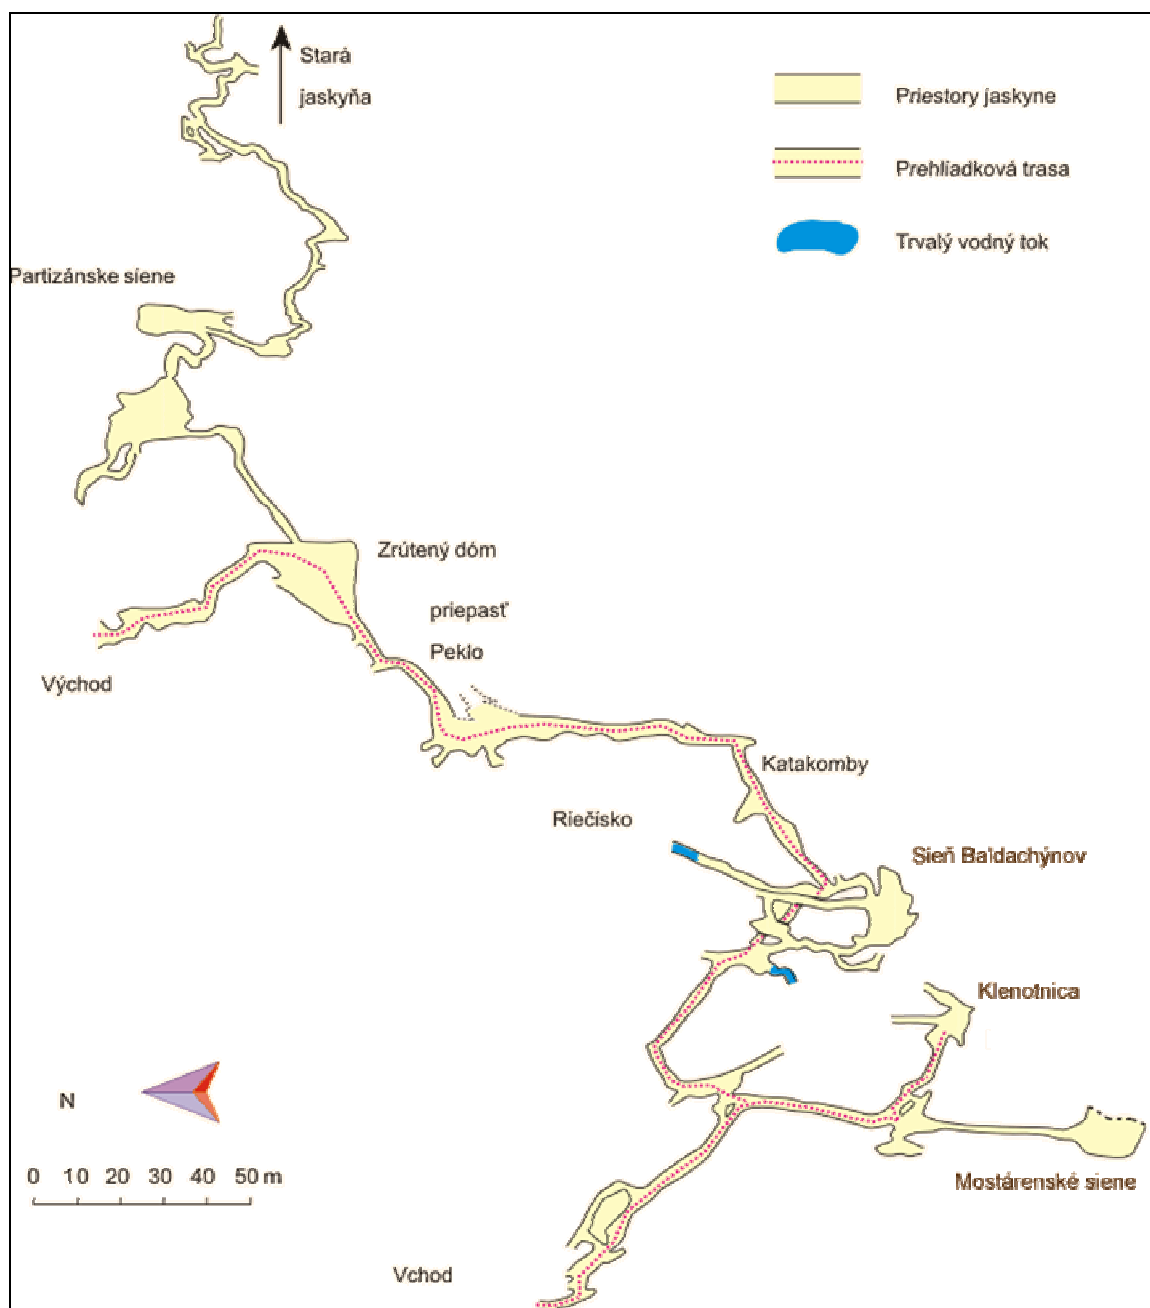 Stará
jaskyňa
Priestory jaskyne
Prehliadková trasa
Trvalý vodný tok
Partizánske siene
Zrútený dóm
priepasť
Peklo
Východ
Katakomby
Riečisko
Sieň Baldachýnov
Klenotnica
N
0 10 20 30 40 50 m
Mostárenské siene
Vchod